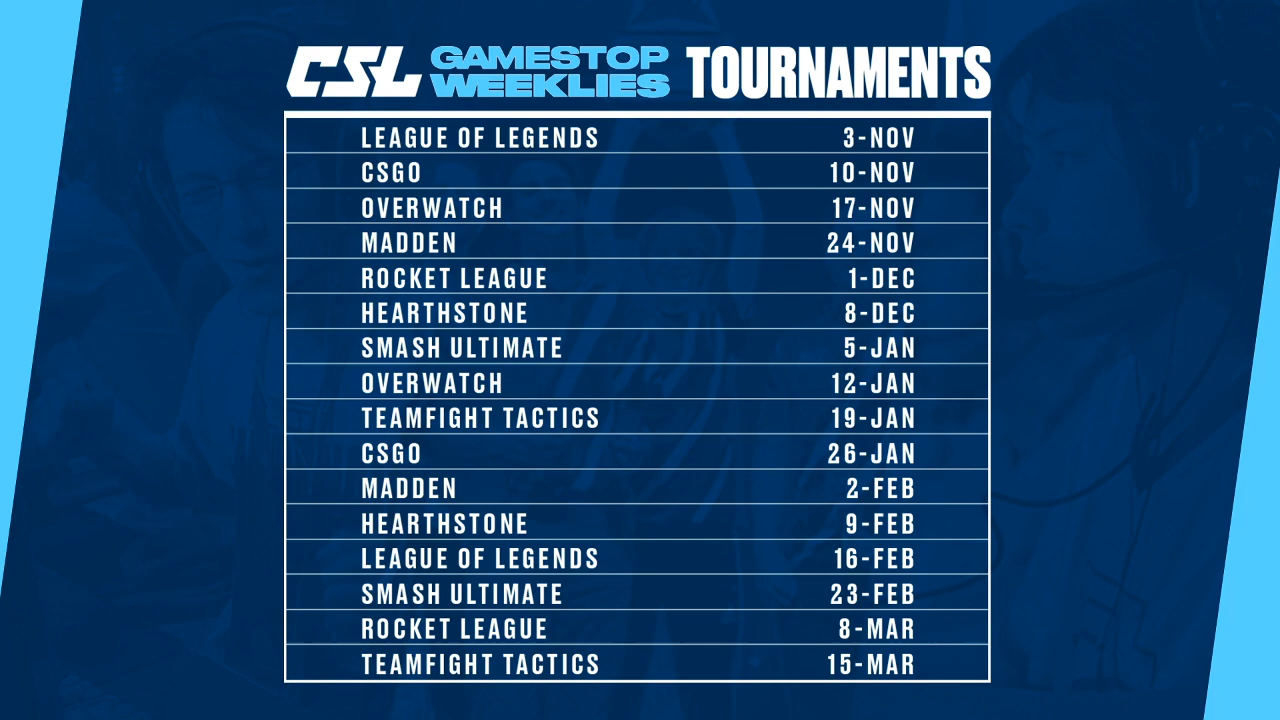 CSL GAMESTOP WEEKLIES TOURNAMENTS
LEAGUE OF LEGENDS 3-NOV
CSGO 10-NOV
OVERWATCH 17-NOV
MADDEN 24-NOV
ROCKET LEAGUE 1-DEC
HEARTHSTONE 8-DEC
SMASH ULTIMATE 5-JAN
OVERWATCH 12-JAN
TEAMFIGHT TACTICS 19-JAN
CSGO 26-JAN
MADDEN 2-FEB
HEARTHSTONE 9-FEB
LEAGUE OF LEGENDS 16-FEB
SMASH ULTIMATE 23-FEB
ROCKET LEAGUE 8-MAR
TEAMFIGHT TACTICS 15-MAR